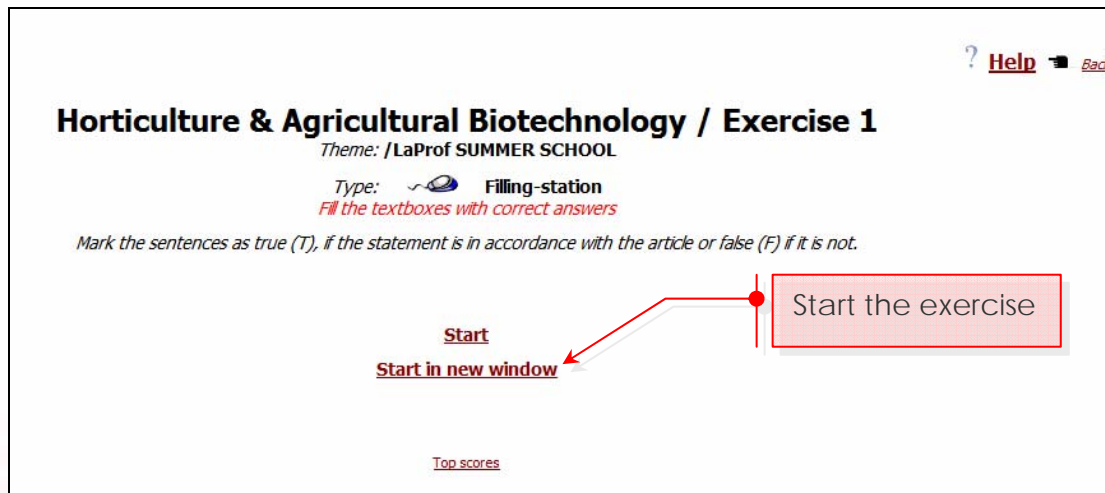 ? Help Back
Horticulture & Agricultural Biotechnology / Exercise 1
Theme: /LaProf SUMMER SCHOOL
Type: Filling-station
Fill the textboxes with correct answers
Mark the sentences as true (T), if the statement is in accordance with the article or false (F) if it is not.
Start the exercise
Start
Start in new window
Top scores